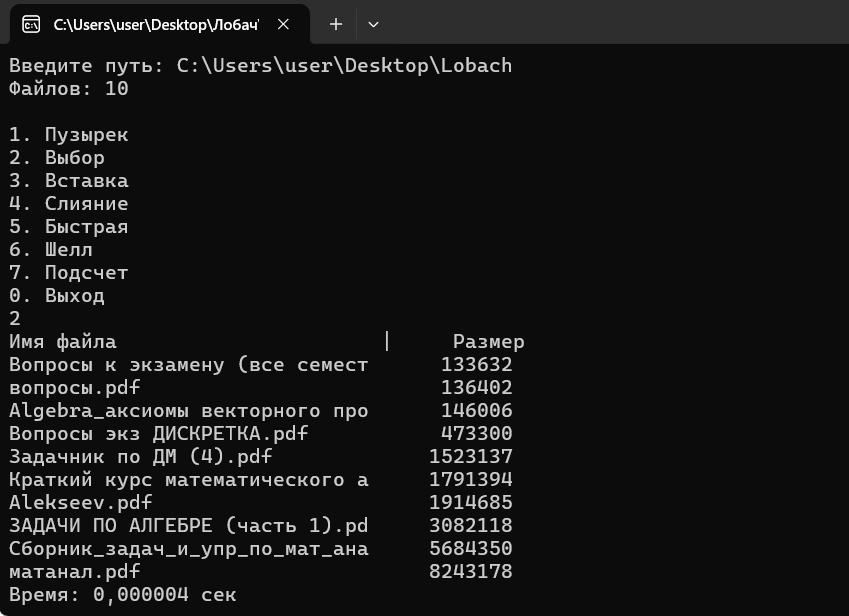 C:\Users\user\Desktop\Лобач
Введите путь: C:\Users\user\Desktop\Lobach
Файлов: 10
1. Пузырек
2. Выбор
3. Вставка
4. Слияние
5. Быстрая
6. Шелл
7. Подсчет
0. Выход
2
Имя файла | Размер
Вопросы к экзамену (все семест 133632
вопросы.pdf 136402
Algebra_аксиомы векторного про 146006
Вопросы экз ДИСКРЕТКА.pdf 473300
Задачник по ДМ (4).pdf 1523137
Краткий курс математического а 1791394
Alekseev.pdf 1914685
ЗАДАЧИ ПО АЛГЕБРЕ (часть 1).pd 3082118
Сборник_задач_и_упр_по_мат_ана 5684350
матанал.pdf 8243178
Время: 0,000004 сек